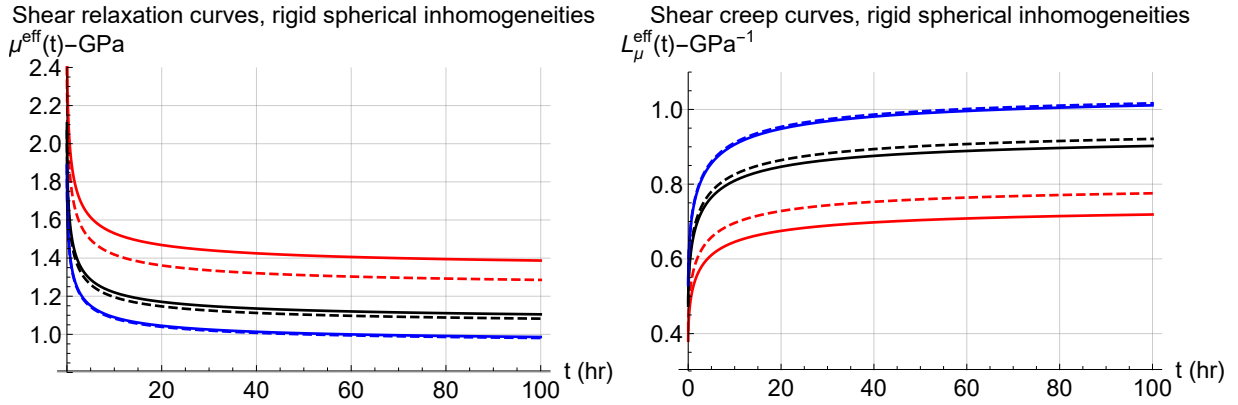 Shear relaxation curves, rigid spherical inhomogeneities
μ^eff(t)–GPa
2.4
2.2
2.0
1.8
1.6
1.4
1.2
1.0
20 40 60 80 100 t (hr)
Shear creep curves, rigid spherical inhomogeneities
L_μ^eff(t)–GPa⁻¹
1.0
0.8
0.6
0.4
0 20 40 60 80 100 t (hr)